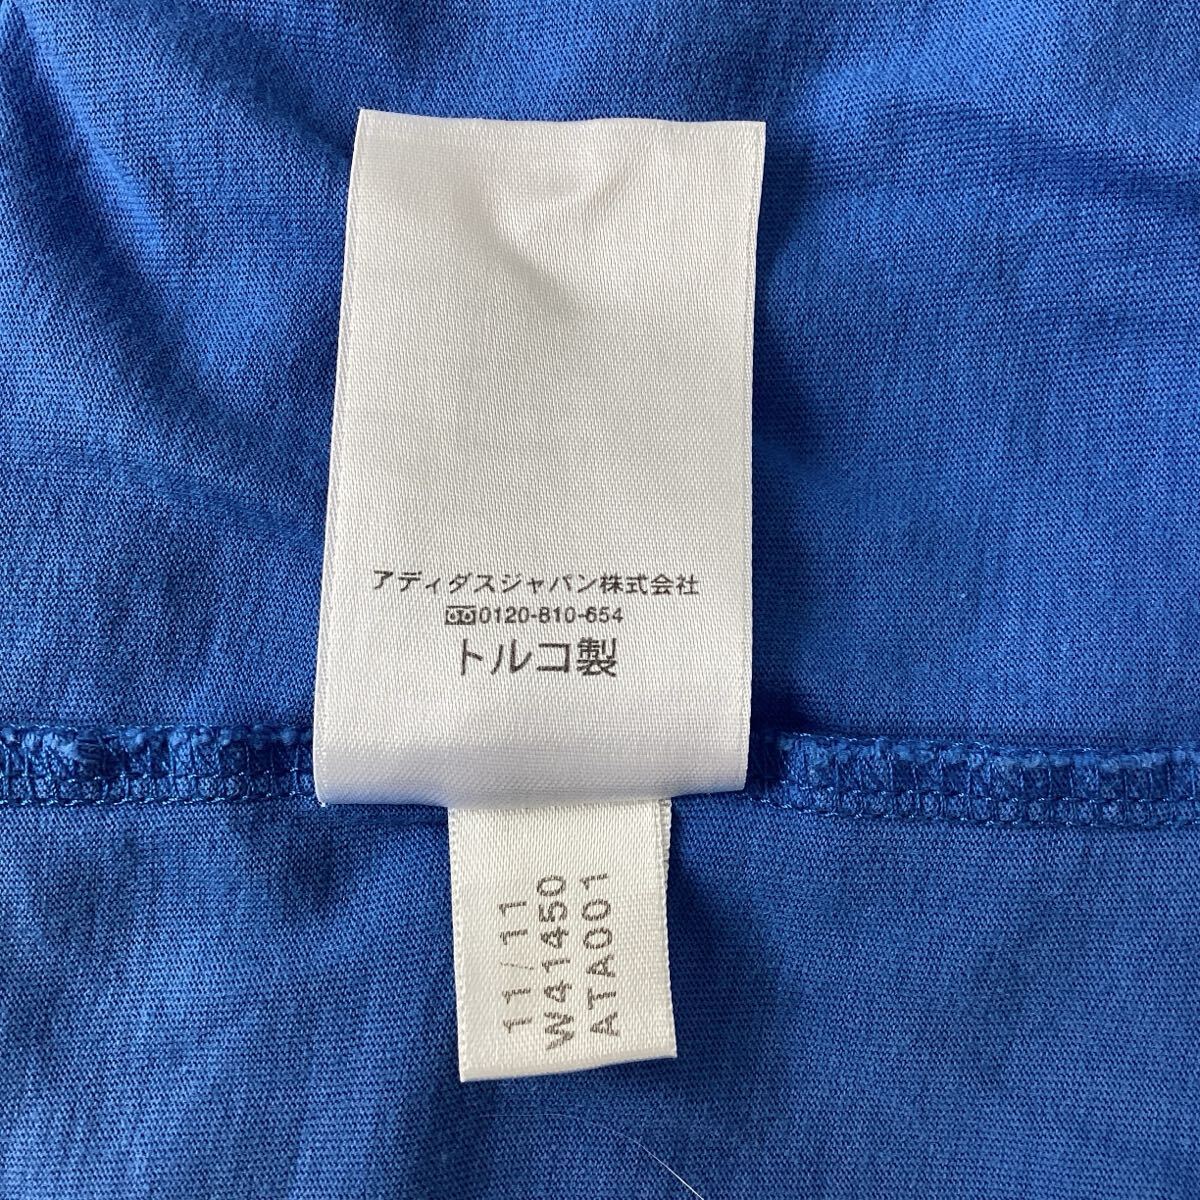 アディダスジャパン株式会社
0120-810-654
トルコ製
11/11
W41450
ATA001